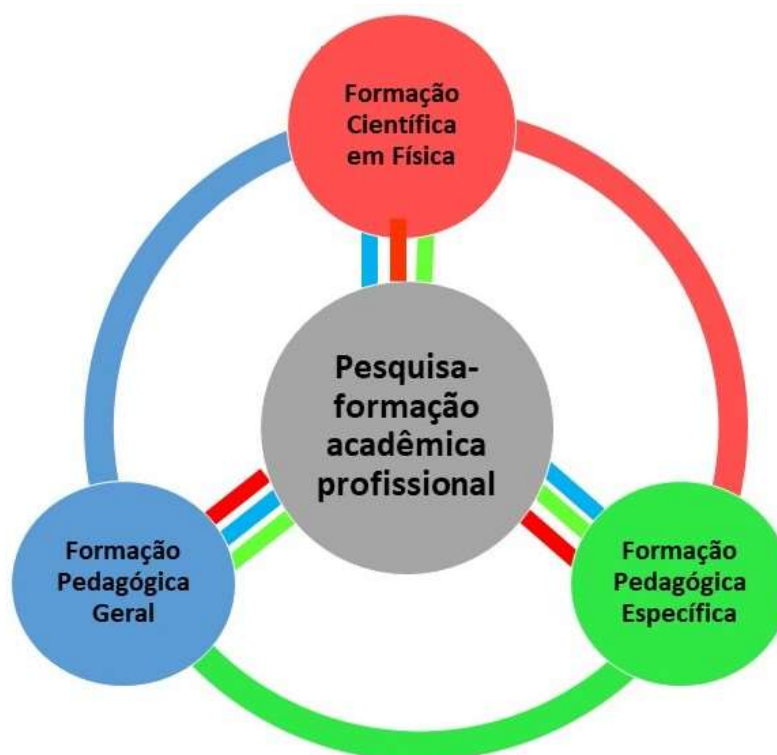 Formação
Científica
em Física
Pesquisa-
formação
acadêmica
profissional
Formação
Pedagógica
Geral
Formação
Pedagógica
Específica